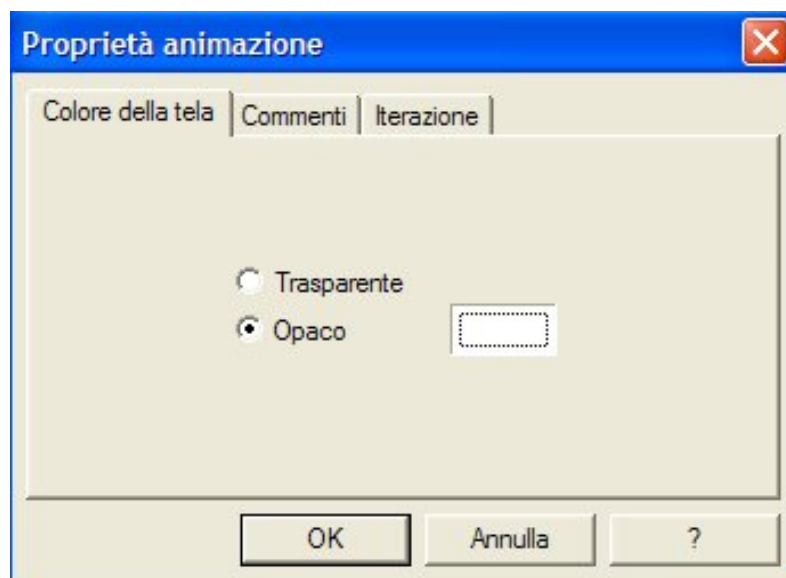 Proprietà animazione
Colore della tela Commenti Iterazione
Trasparente
Opaco
OK Annulla ?